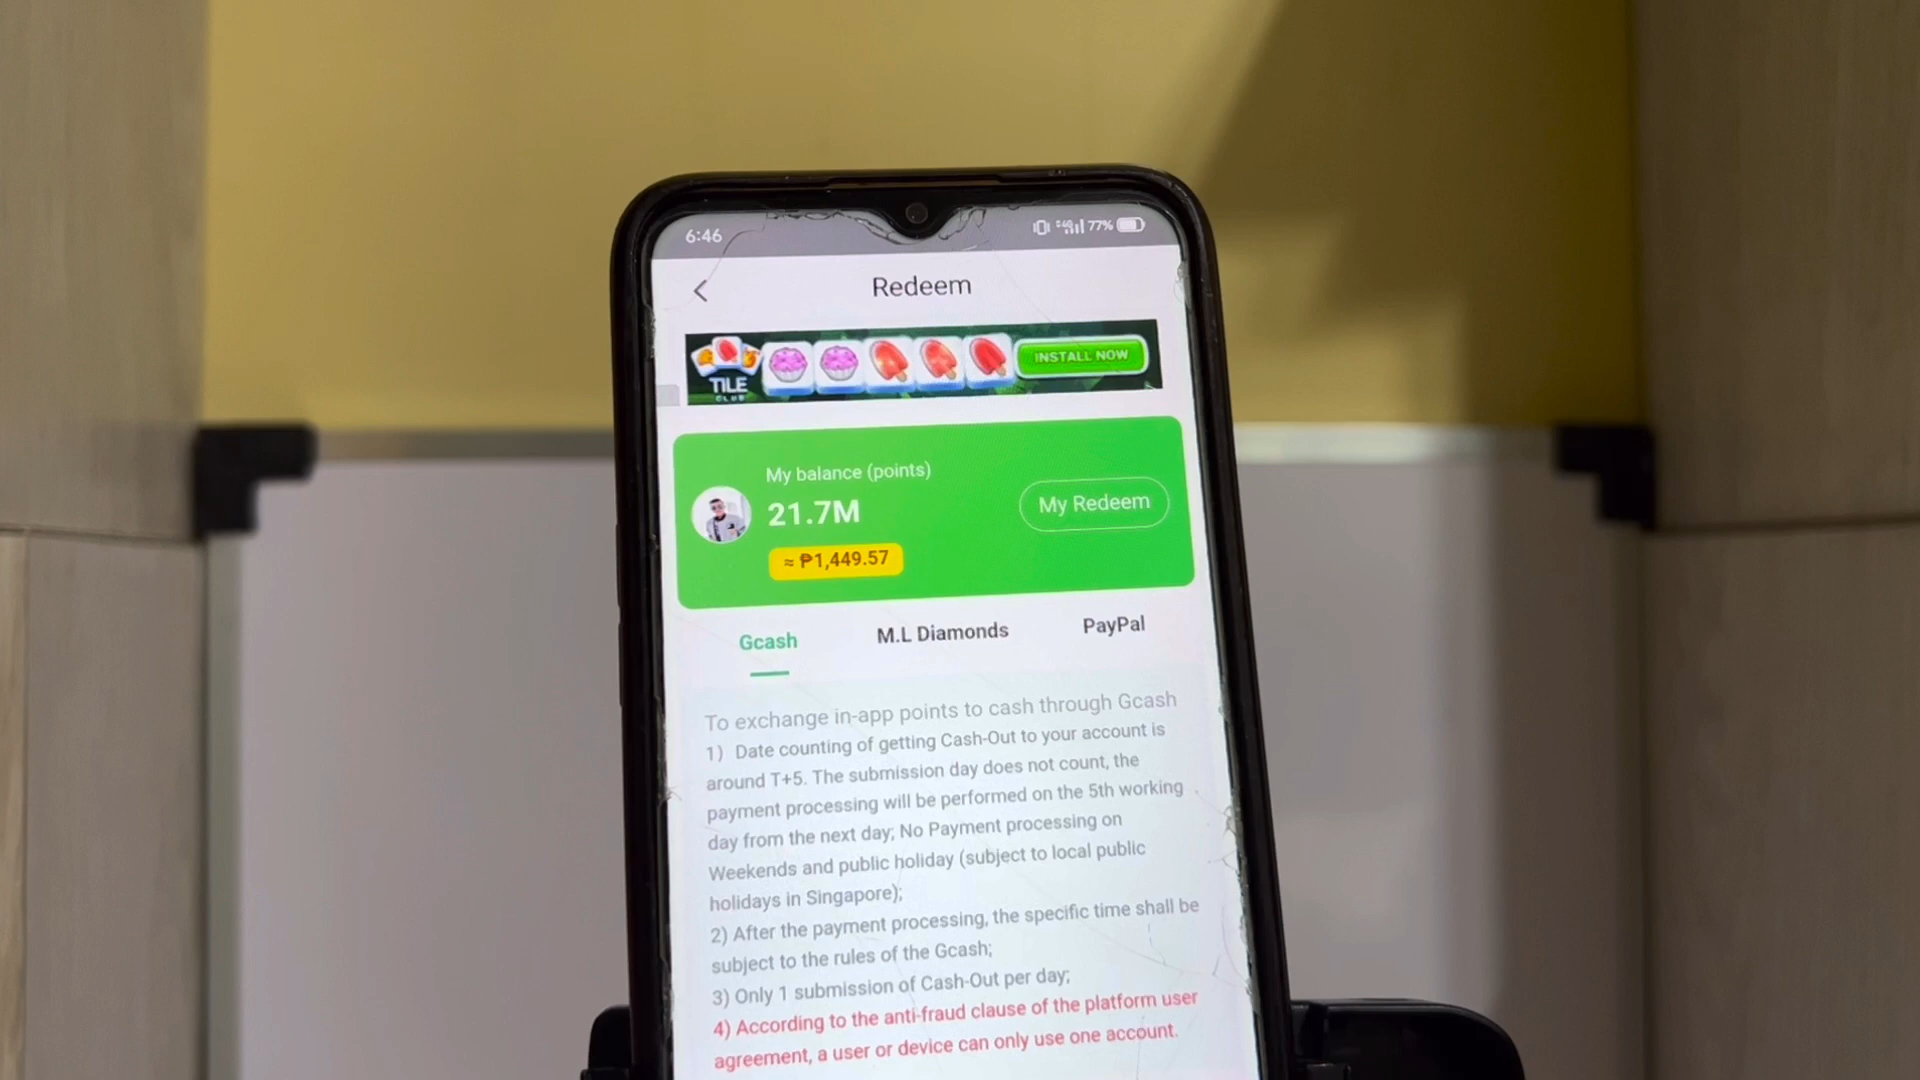 6:46
77%
Redeem
TILE
CLUB
INSTALL NOW
My balance (points)
21.7M
My Redeem
≈ ₱1,449.57
Gcash
M.L Diamonds
PayPal
To exchange in-app points to cash through Gcash
1) Date counting of getting Cash-Out to your account is
around T+5. The submission day does not count, the
payment processing will be performed on the 5th working
day from the next day; No Payment processing on
Weekends and public holiday (subject to local public
holidays in Singapore);
2) After the payment processing, the specific time shall be
subject to the rules of the Gcash;
3) Only 1 submission of Cash-Out per day;
4) According to the anti-fraud clause of the platform user
agreement, a user or device can only use one account.